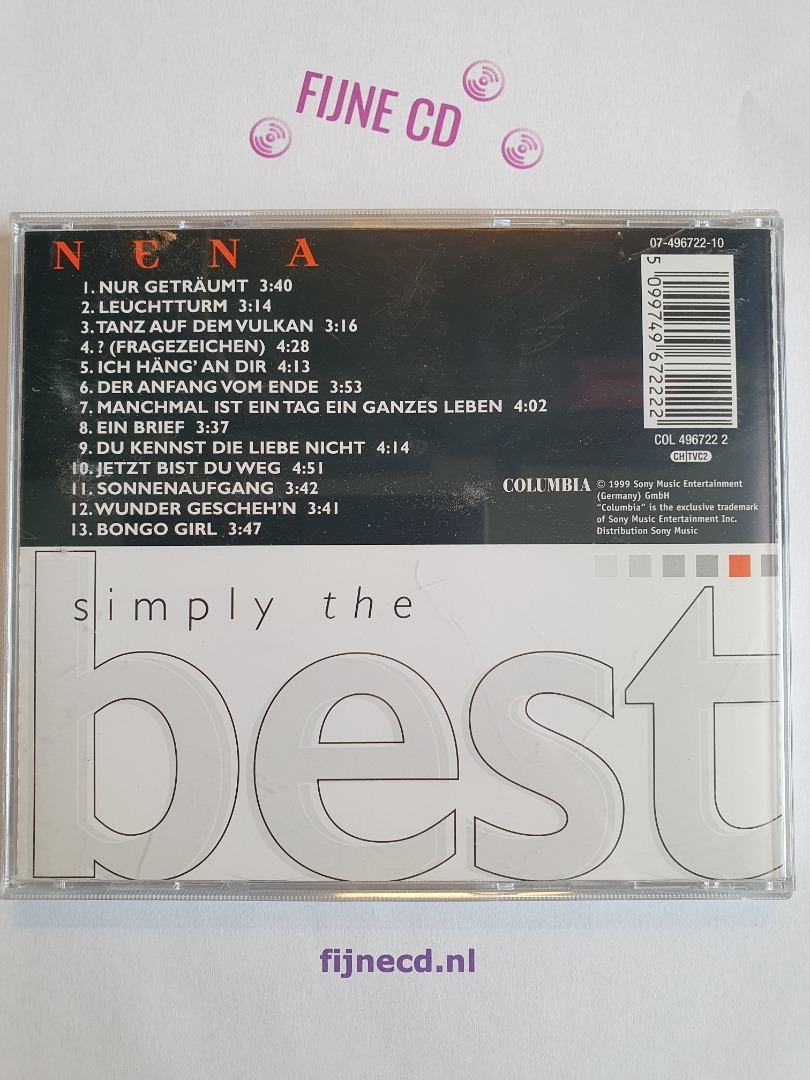 FIJNE CD
NENA
07-496722-10
1. NUR GETRÄUMT 3:40
2. LEUCHTTURM 3:14
3. TANZ AUF DEM VULKAN 3:16
4. ? (FRAGEZEICHEN) 4:28
5. ICH HÄNG' AN DIR 4:13
6. DER ANFANG VOM ENDE 3:53
7. MANCHMAL IST EIN TAG EIN GANZES LEBEN 4:02
8. EIN BRIEF 3:37
9. DU KENNST DIE LIEBE NICHT 4:14
10. JETZT BIST DU WEG 4:51
11. SONNENAUFGANG 3:42
12. WUNDER GESCHEH'N 3:41
13. BONGO GIRL 3:47
5 099749 672222
COL 496722 2
CH TVC2
COLUMBIA
© 1999 Sony Music Entertainment
(Germany) GmbH
"Columbia" is the exclusive trademark
of Sony Music Entertainment Inc.
Distribution Sony Music
simply the
best
fijnecd.nl